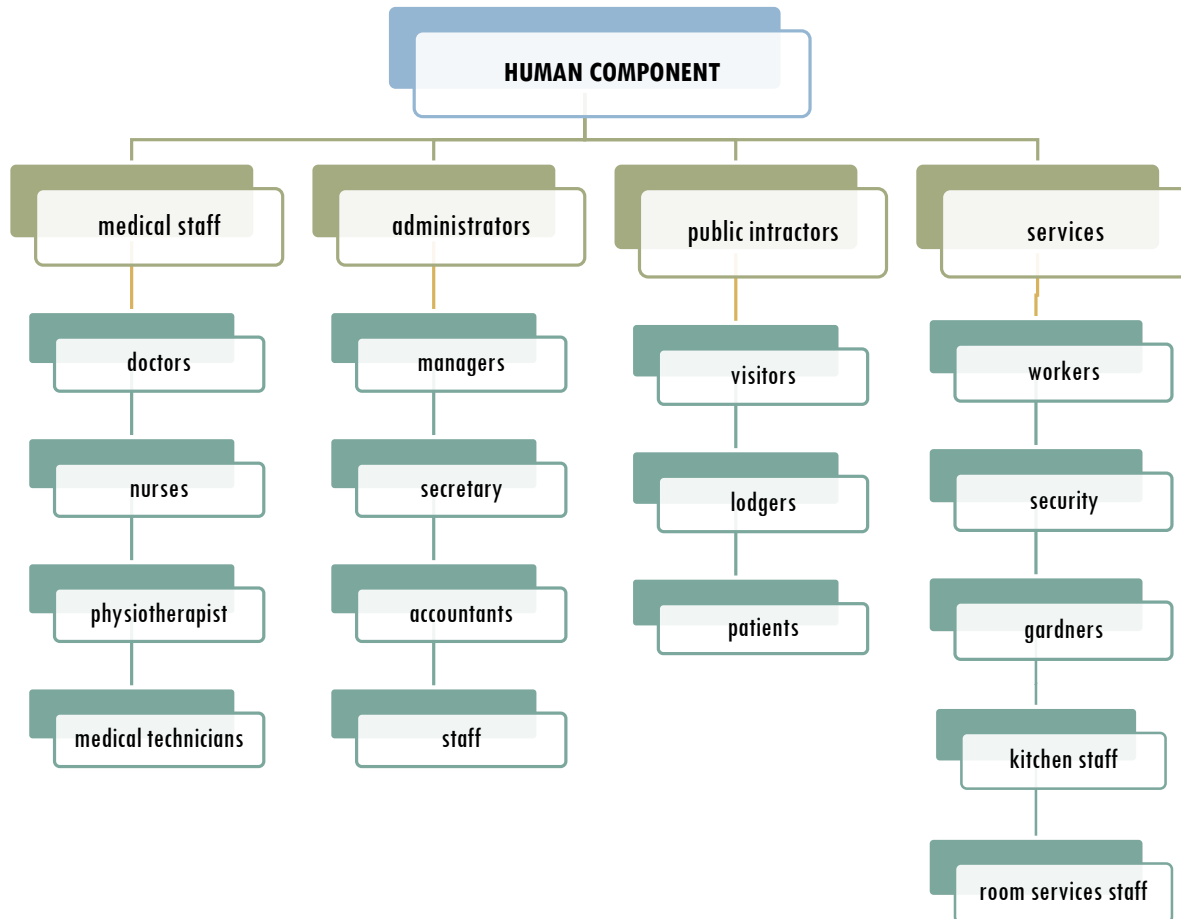 HUMAN COMPONENT
medical staff
administrators
public intractors
services
doctors
managers
visitors
workers
nurses
secretary
lodgers
security
physiotherapist
accountants
patients
gardners
medical technicians
staff
kitchen staff
room services staff